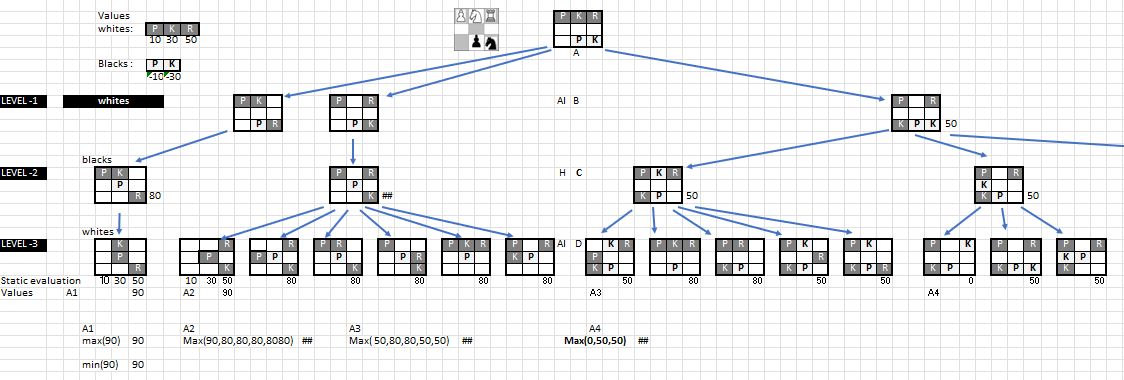 Values
whites: P K R
10 30 50
P K R
P K
A
Blacks : P K
-10 -30
LEVEL -1 whites
P K
P R
P R
P K
AI B
P R
K P K 50
blacks
LEVEL -2
P K
P
R 80
P R
P
K ##
H C
P K R
K P 50
P R
K
K P 50
whites
LEVEL -3
K
P
R
R
P
K
R
P P
K
P R
P
K
P
P R
K
P K R
P
P R
K P
AI D
K R
P
K P
P K R
K P
P R
K P
P K
K P R
P K
K P R
P K
K P
P R
K P K
P R
K P
K
Static evaluation 10 30 50 10 30 50 80 80 80 80 80 50 80 80 50 50 0 50 50
Values A1 90 A2 90 A3 A4
A1 A2 A3 A4
max(90) 90 Max(90,80,80,80,8080) ## Max( 50,80,80,50,50) ## Max(0,50,50) ##
min(90) 90